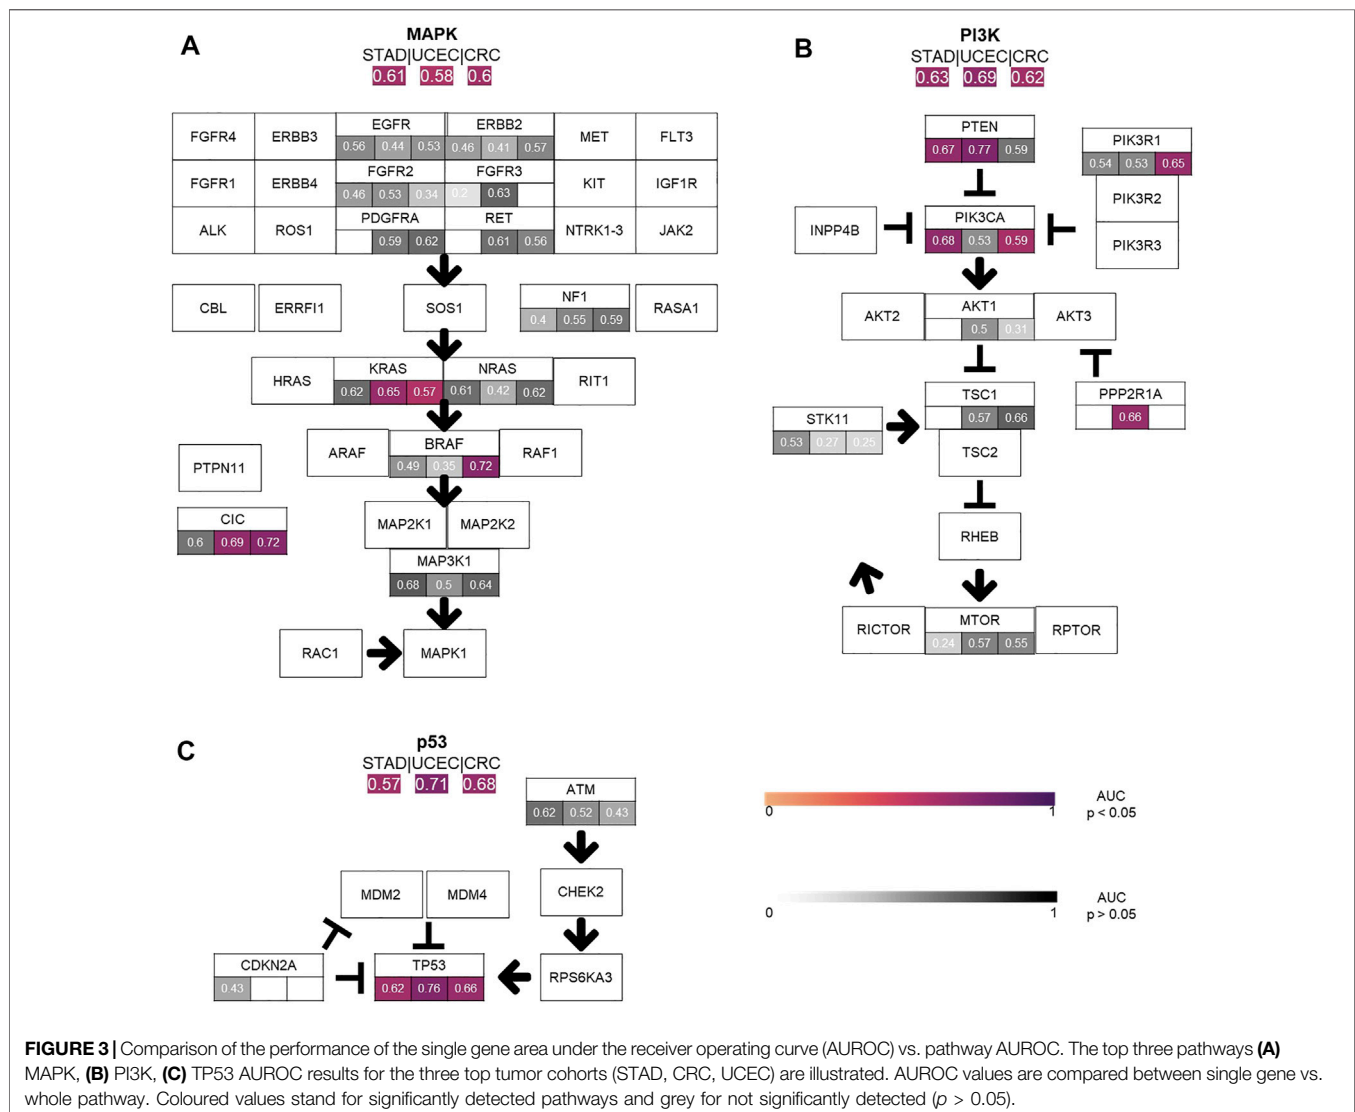 A
MAPK
STAD|UCEC|CRC
0.61 0.58 0.6
FGFR4 ERBB3 EGFR ERBB2 MET FLT3
0.56 0.44 0.53 0.46 0.41 0.57
FGFR1 ERBB4 FGFR2 FGFR3 KIT IGF1R
0.46 0.53 0.34 0.2 0.63
ALK ROS1 PDGFRA RET NTRK1-3 JAK2
0.59 0.62 0.61 0.56
CBL ERRFI1 SOS1 NF1 RASA1
0.4 0.55 0.59
HRAS KRAS NRAS RIT1
0.62 0.65 0.57 0.61 0.42 0.62
ARAF BRAF RAF1
0.49 0.35 0.72
PTPN11
MAP2K1 MAP2K2
CIC
0.6 0.69 0.72
MAP3K1
0.68 0.5 0.64
RAC1 MAPK1
B
PI3K
STAD|UCEC|CRC
0.63 0.69 0.62
PTEN
0.67 0.77 0.59
PIK3R1
0.54 0.53 0.65
PIK3R2
PIK3R3
INPP4B PIK3CA
0.68 0.53 0.59
AKT2 AKT1 AKT3
0.5 0.31
TSC1
0.57 0.66
PPP2R1A
0.66
STK11
0.53 0.27 0.25
TSC2
RHEB
RICTOR MTOR RPTOR
0.24 0.57 0.55
C
p53
STAD|UCEC|CRC
0.57 0.71 0.68
ATM
0.62 0.52 0.43
MDM2 MDM4 CHEK2
CDKN2A TP53 RPS6KA3
0.43 0.62 0.76 0.66
0 1 AUC
p < 0.05
0 1 AUC
p > 0.05
FIGURE 3 | Comparison of the performance of the single gene area under the receiver operating curve (AUROC) vs. pathway AUROC. The top three pathways (A)
MAPK, (B) PI3K, (C) TP53 AUROC results for the three top tumor cohorts (STAD, CRC, UCEC) are illustrated. AUROC values are compared between single gene vs.
whole pathway. Coloured values stand for significantly detected pathways and grey for not significantly detected (p > 0.05).